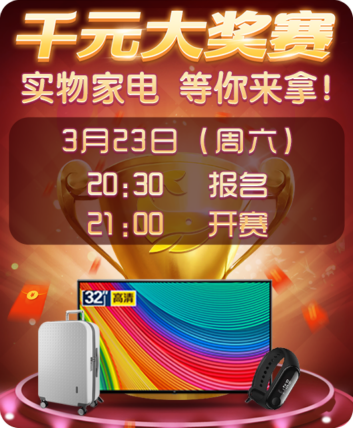 千元大奖赛
实物家电 等你来拿!
3月23日（周六）
20:30 报名
21:00 开赛
32" 高清